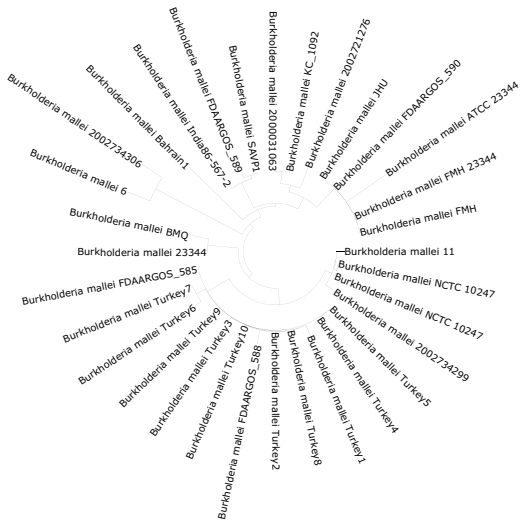 Burkholderia mallei 2000031063
Burkholderia mallei KC_1092
Burkholderia mallei 2002721276
Burkholderia mallei JHU
Burkholderia mallei FDAARGOS_590
Burkholderia mallei ATCC 23344
Burkholderia mallei FMH 23344
Burkholderia mallei FMH
Burkholderia mallei 11
Burkholderia mallei NCTC 10247
Burkholderia mallei NCTC 10247
Burkholderia mallei 2002734299
Burkholderia mallei Turkey5
Burkholderia mallei Turkey4
Burkholderia mallei Turkey1
Burkholderia mallei Turkey8
Burkholderia mallei Turkey2
Burkholderia mallei FDAARGOS_588
Burkholderia mallei Turkey10
Burkholderia mallei Turkey3
Burkholderia mallei Turkey9
Burkholderia mallei Turkey6
Burkholderia mallei Turkey7
Burkholderia mallei FDAARGOS_585
Burkholderia mallei 23344
Burkholderia mallei BMQ
Burkholderia mallei 6
Burkholderia mallei 2002734306
Burkholderia mallei Bahrain1
Burkholderia mallei India86-567-2
Burkholderia mallei FDAARGOS_589
Burkholderia mallei SAVP1